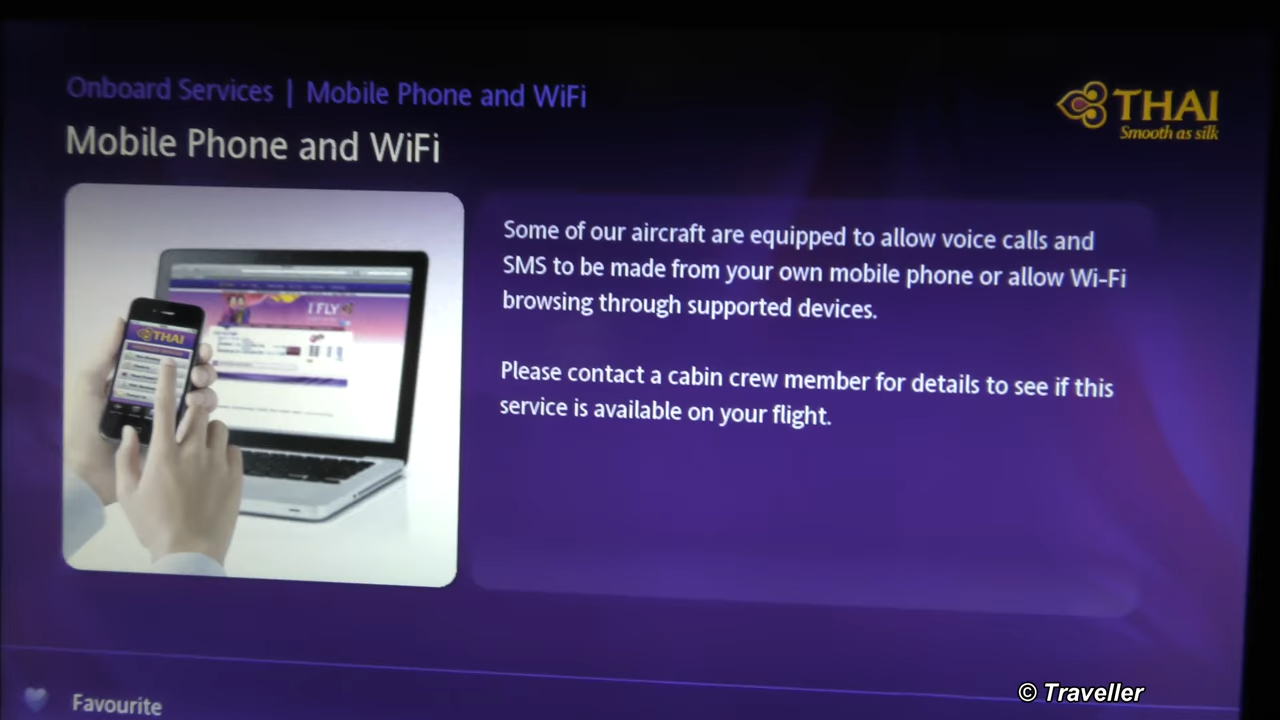 Onboard Services | Mobile Phone and WiFi
Mobile Phone and WiFi
THAI
Smooth as silk
Some of our aircraft are equipped to allow voice calls and
SMS to be made from your own mobile phone or allow Wi-Fi
browsing through supported devices.
Please contact a cabin crew member for details to see if this
service is available on your flight.
I FLY
THAI
Favourite
© Traveller